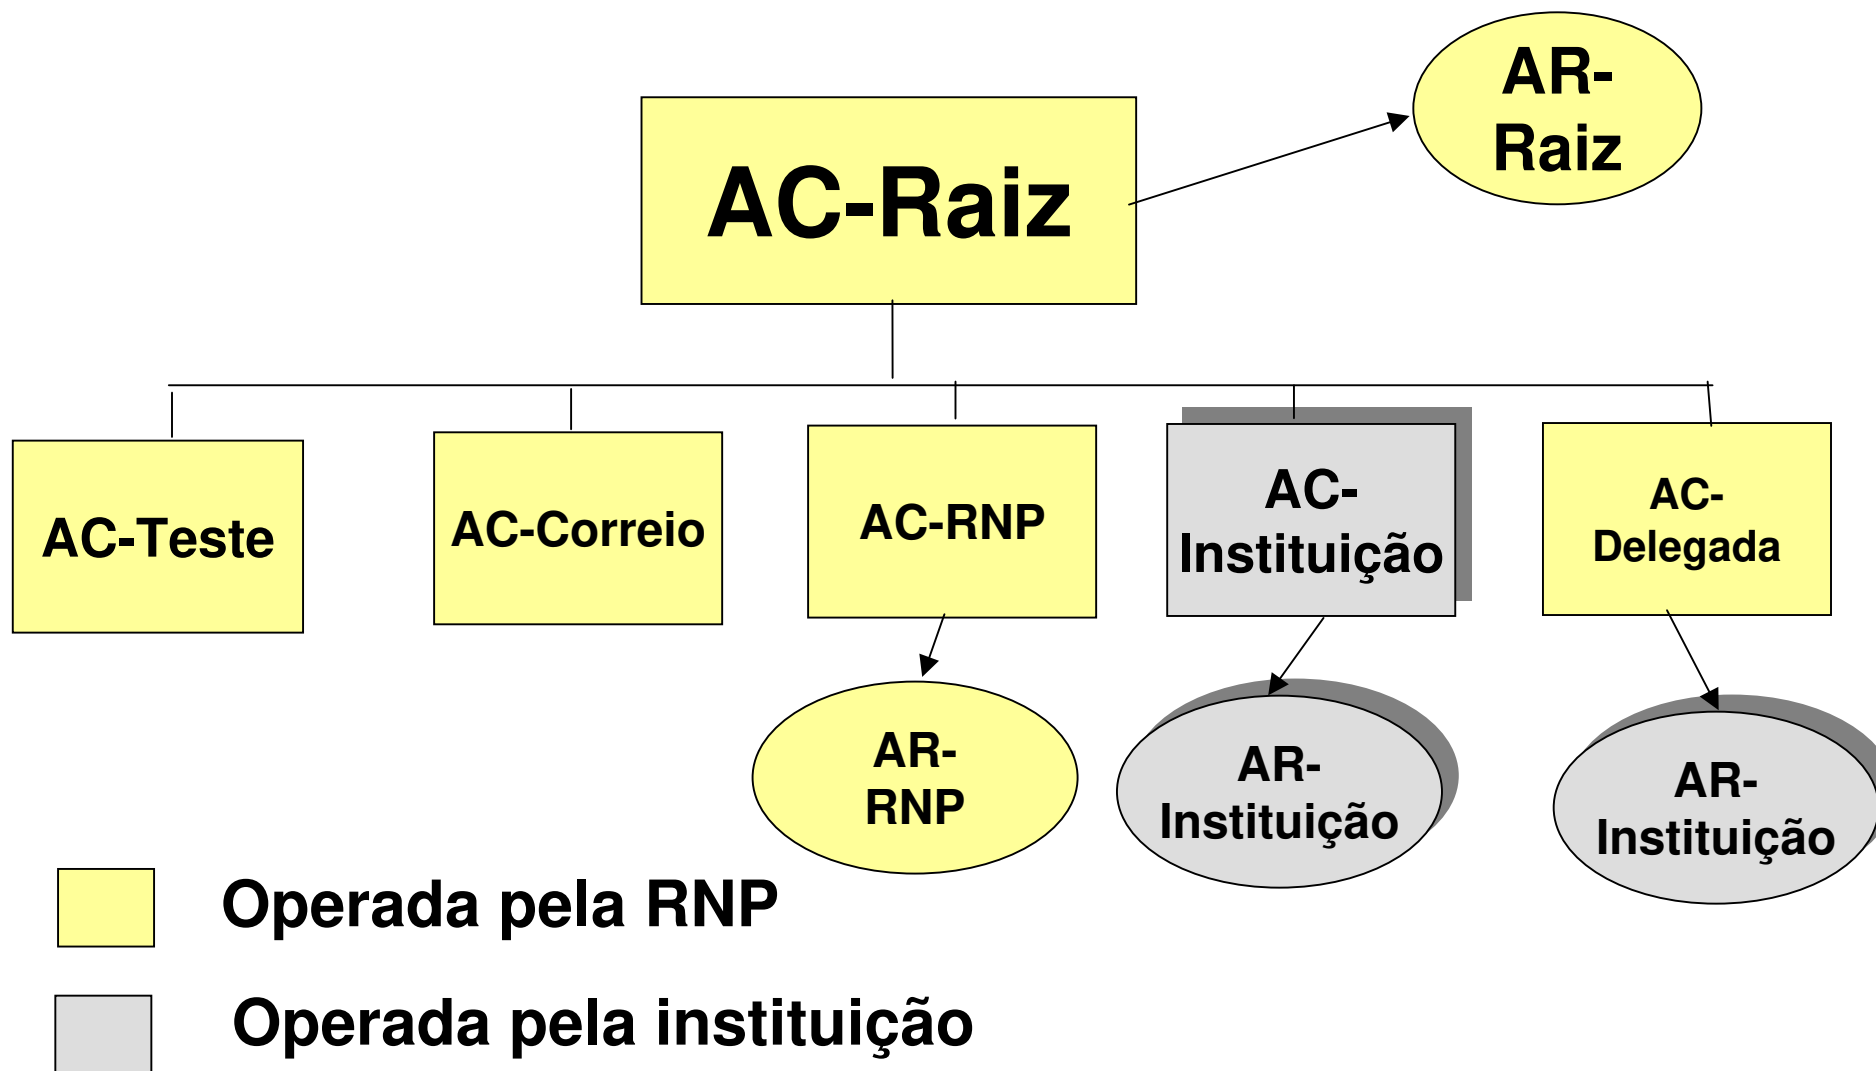 AR-
Raiz
AC-Raiz
AC-Teste
AC-Correio
AC-RNP
AC-
Instituição
AC-
Delegada
AR-
RNP
AR-
Instituição
AR-
Instituição
Operada pela RNP
Operada pela instituição